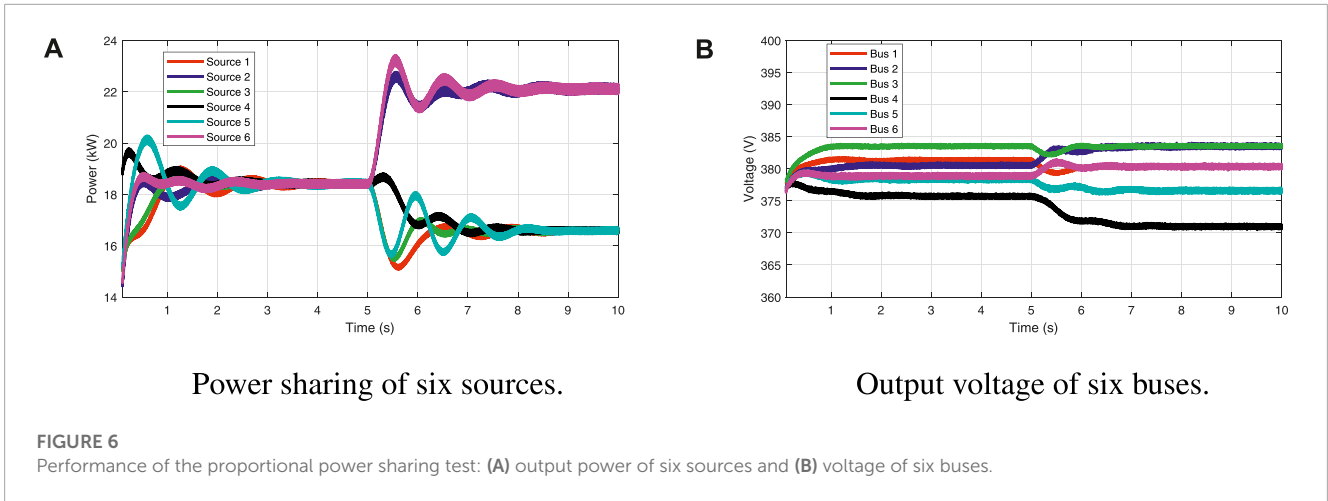 A
24
22
20
18
16
14
Power (kW)
Source 1
Source 2
Source 3
Source 4
Source 5
Source 6
1 2 3 4 5 6 7 8 9 10
Time (s)
Power sharing of six sources.
B
400
395
390
385
380
375
370
365
360
Voltage (V)
Bus 1
Bus 2
Bus 3
Bus 4
Bus 5
Bus 6
1 2 3 4 5 6 7 8 9 10
Time (s)
Output voltage of six buses.
FIGURE 6
Performance of the proportional power sharing test: (A) output power of six sources and (B) voltage of six buses.